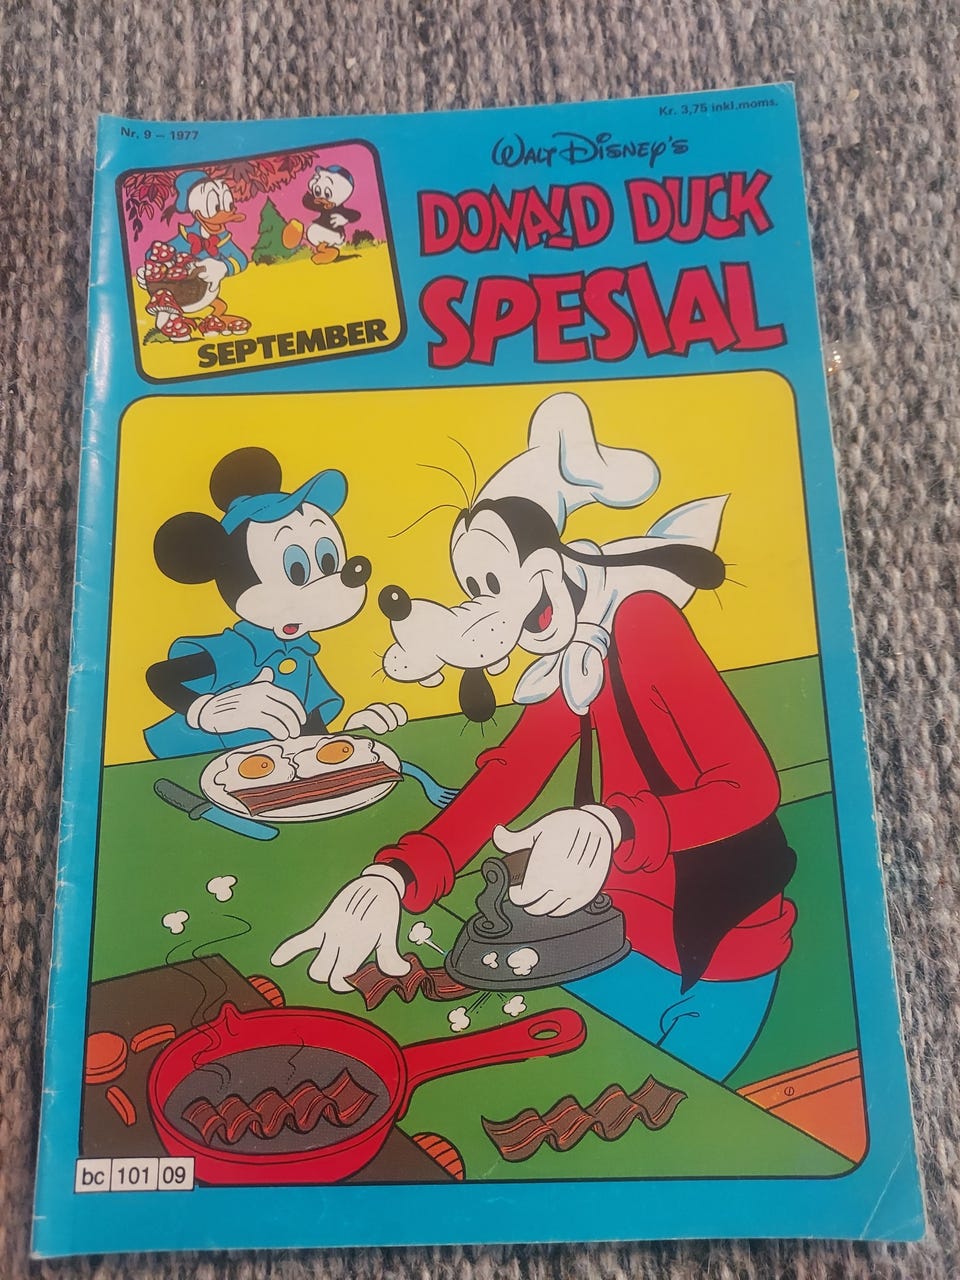 Nr. 9 – 1977
Kr. 3,75 inkl.moms.
WALT DISNEY'S
DONALD DUCK
SPESIAL
SEPTEMBER
bc 101 09